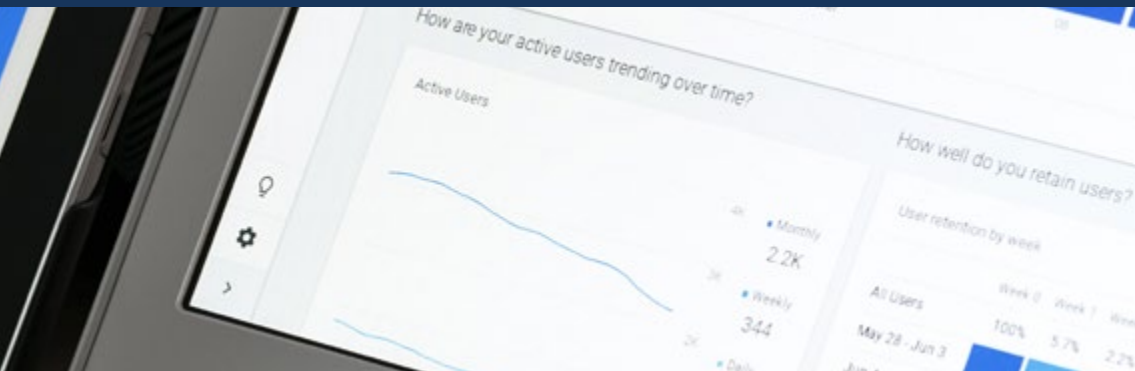 08
How are your active users trending over time?
Active Users
4K
Monthly
2.2K
3K
Weekly
344
2K
Daily
How well do you retain users?
User retention by week
Week 0 Week 1
All Users 100% 5.7% 2.2%
May 28 - Jun 3